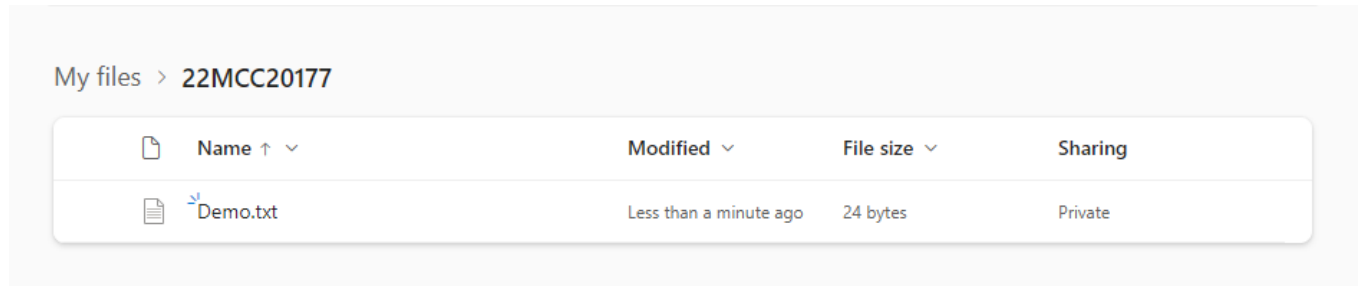 My files > 22MCC20177
Name ↑ Modified File size Sharing
Demo.txt Less than a minute ago 24 bytes Private